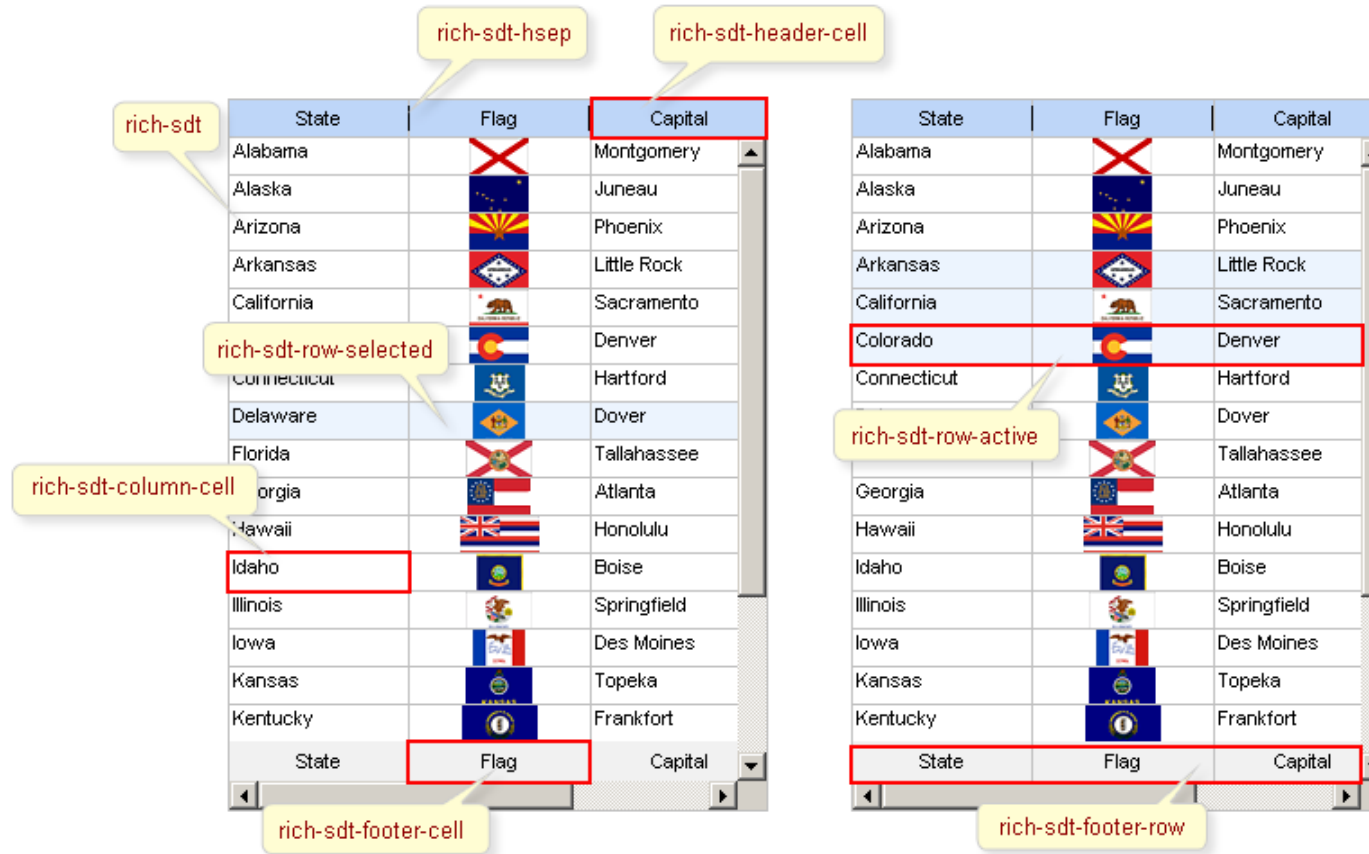 rich-sdt-hsep
rich-sdt-header-cell
rich-sdt
State Flag Capital
Alabama Montgomery
Alaska Juneau
Arizona Phoenix
Arkansas Little Rock
California Sacramento
rich-sdt-row-selected
Denver
Connecticut Hartford
Delaware Dover
Florida Tallahassee
rich-sdt-column-cell
orgia Atlanta
Hawaii Honolulu
Idaho Boise
Illinois Springfield
Iowa Des Moines
Kansas KANSAS Topeka
Kentucky Frankfort
State Flag Capital
rich-sdt-footer-cell
State Flag Capital
Alabama Montgomery
Alaska Juneau
Arizona Phoenix
Arkansas Little Rock
California Sacramento
Colorado Denver
Connecticut Hartford
Dover
rich-sdt-row-active
Tallahassee
Georgia Atlanta
Hawaii Honolulu
Idaho Boise
Illinois Springfield
Iowa Des Moines
Kansas KANSAS Topeka
Kentucky Frankfort
State Flag Capital
rich-sdt-footer-row